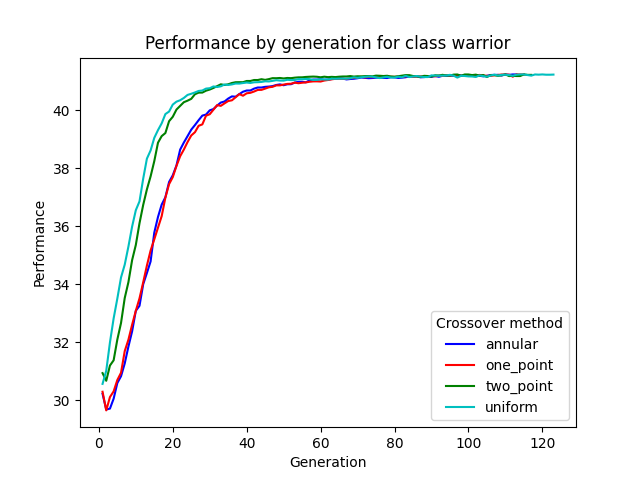 Performance by generation for class warrior
Performance
40
38
36
34
32
30
Crossover method
annular
one_point
two_point
uniform
0 20 40 60 80 100 120
Generation